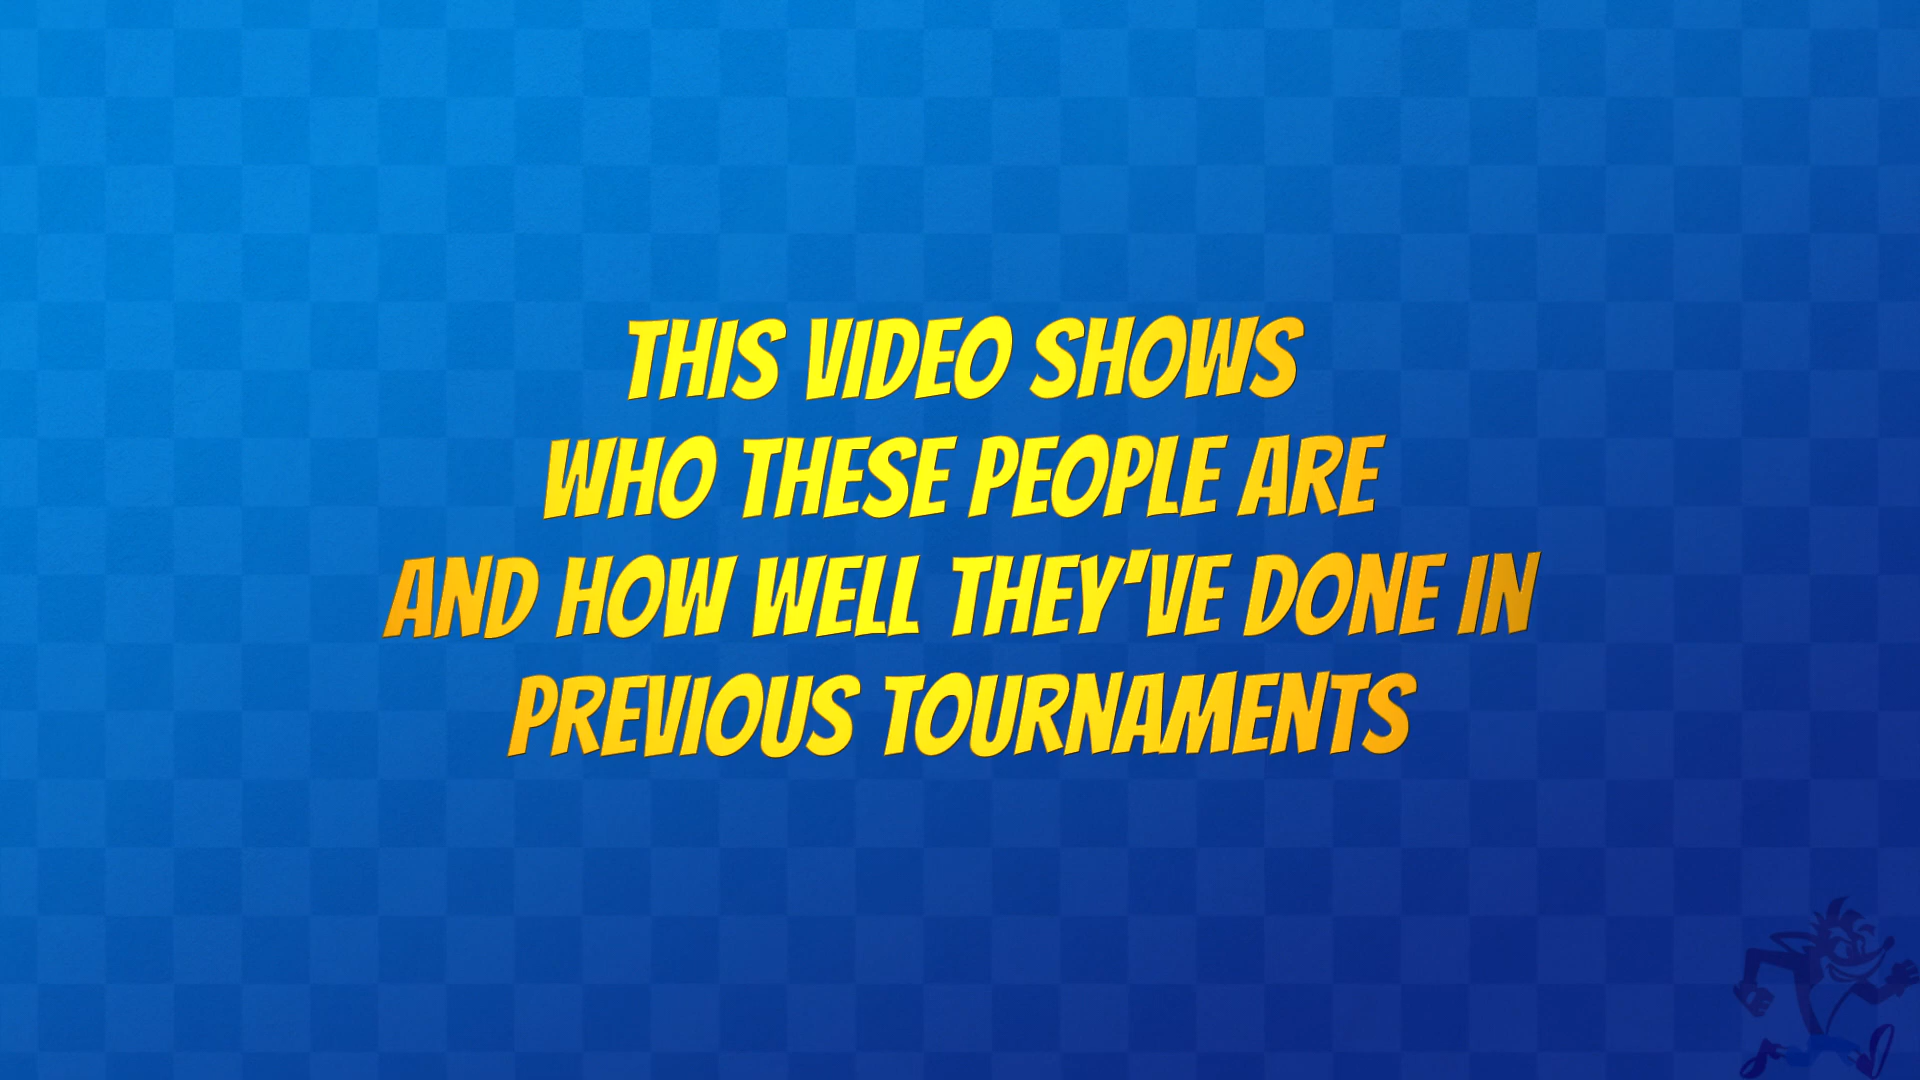 THIS VIDEO SHOWS
WHO THESE PEOPLE ARE
AND HOW WELL THEY'VE DONE IN
PREVIOUS TOURNAMENTS